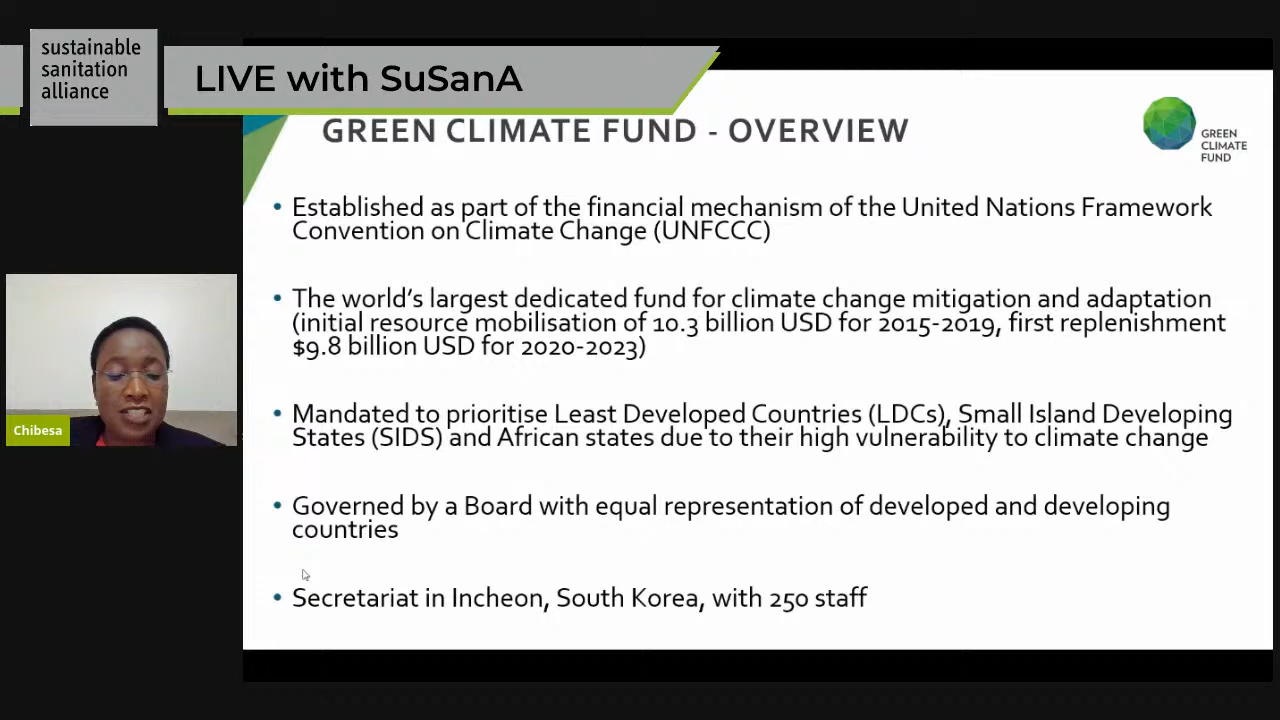 sustainable
sanitation
alliance
LIVE with SuSanA
GREEN CLIMATE FUND - OVERVIEW
GREEN
CLIMATE
FUND
• Established as part of the financial mechanism of the United Nations Framework
Convention on Climate Change (UNFCCC)
• The world’s largest dedicated fund for climate change mitigation and adaptation
(initial resource mobilisation of 10.3 billion USD for 2015-2019, first replenishment
$9.8 billion USD for 2020-2023)
• Mandated to prioritise Least Developed Countries (LDCs), Small Island Developing
States (SIDS) and African states due to their high vulnerability to climate change
• Governed by a Board with equal representation of developed and developing
countries
• Secretariat in Incheon, South Korea, with 250 staff
Chibesa